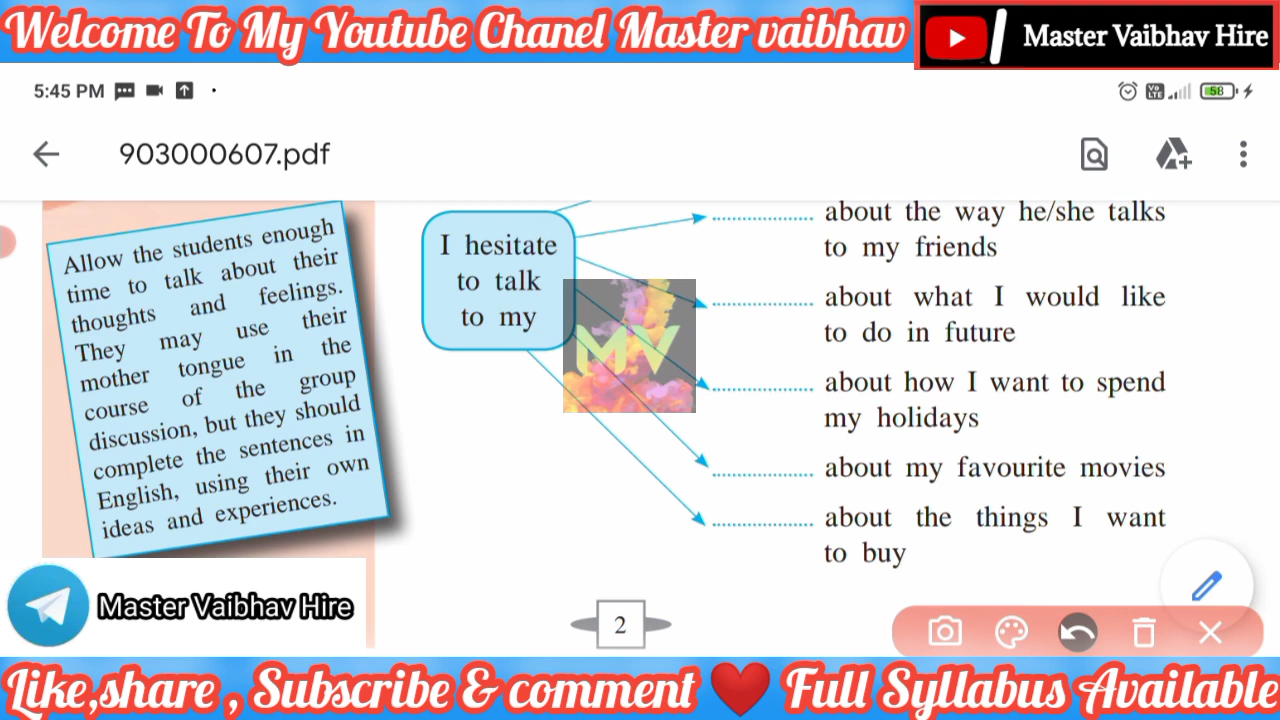 Welcome To My Youtube Chanel Master vaibhav
Master Vaibhav Hire
5:45 PM
Vo LTE
58
903000607.pdf
Allow the students enough
time to talk about their
thoughts and feelings.
They may use their
mother tongue in the
course of the group
discussion, but they should
complete the sentences in
English, using their own
ideas and experiences.
I hesitate
to talk
to my
.................. about the way he/she talks
to my friends
.................. about what I would like
to do in future
.................. about how I want to spend
my holidays
.................. about my favourite movies
.................. about the things I want
to buy
MV
Master Vaibhav Hire
2
Like,share , Subscribe & comment ❤ Full Syllabus Available